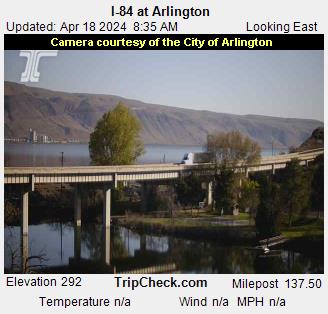 I-84 at Arlington
Updated: Apr 18 2024 8:35 AM Looking East
Camera courtesy of the City of Arlington
Elevation 292 TripCheck.com Milepost 137.50
Temperature n/a Wind n/a MPH n/a